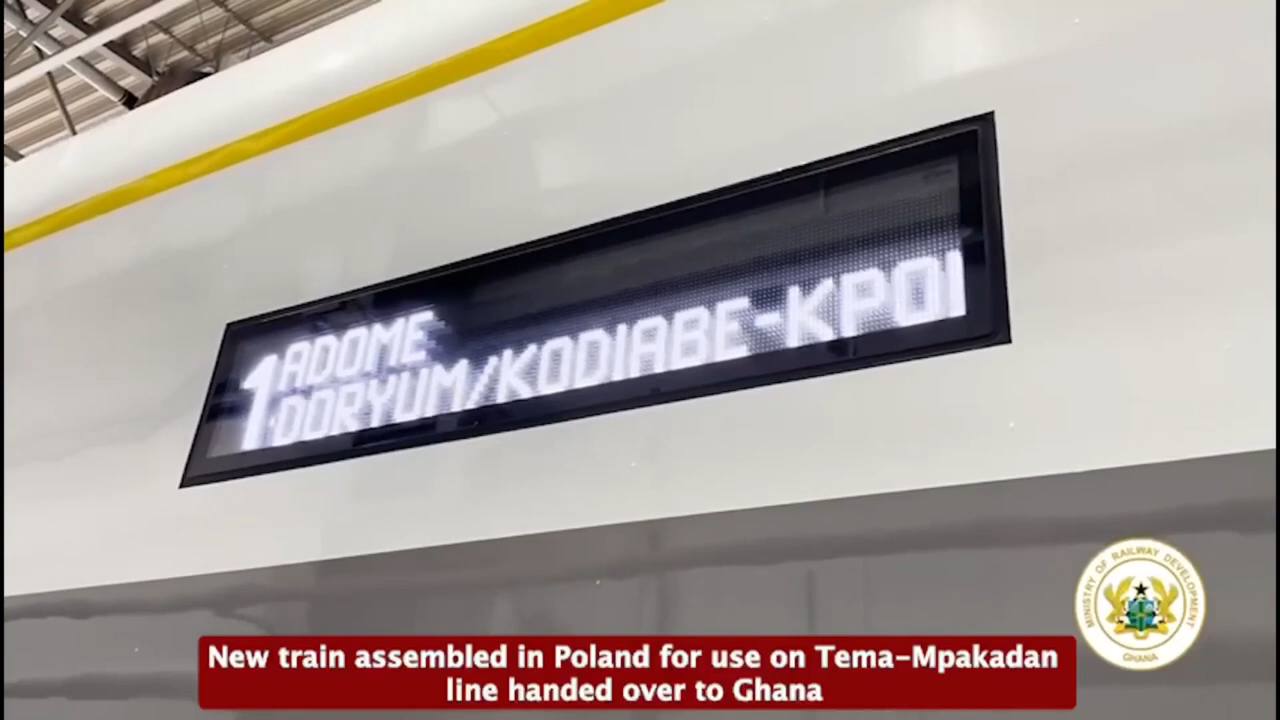 1 ADOME
DORYUM/KODIABE-KPOI
MINISTRY OF RAILWAY DEVELOPMENT
GHANA
New train assembled in Poland for use on Tema-Mpakadan
line handed over to Ghana